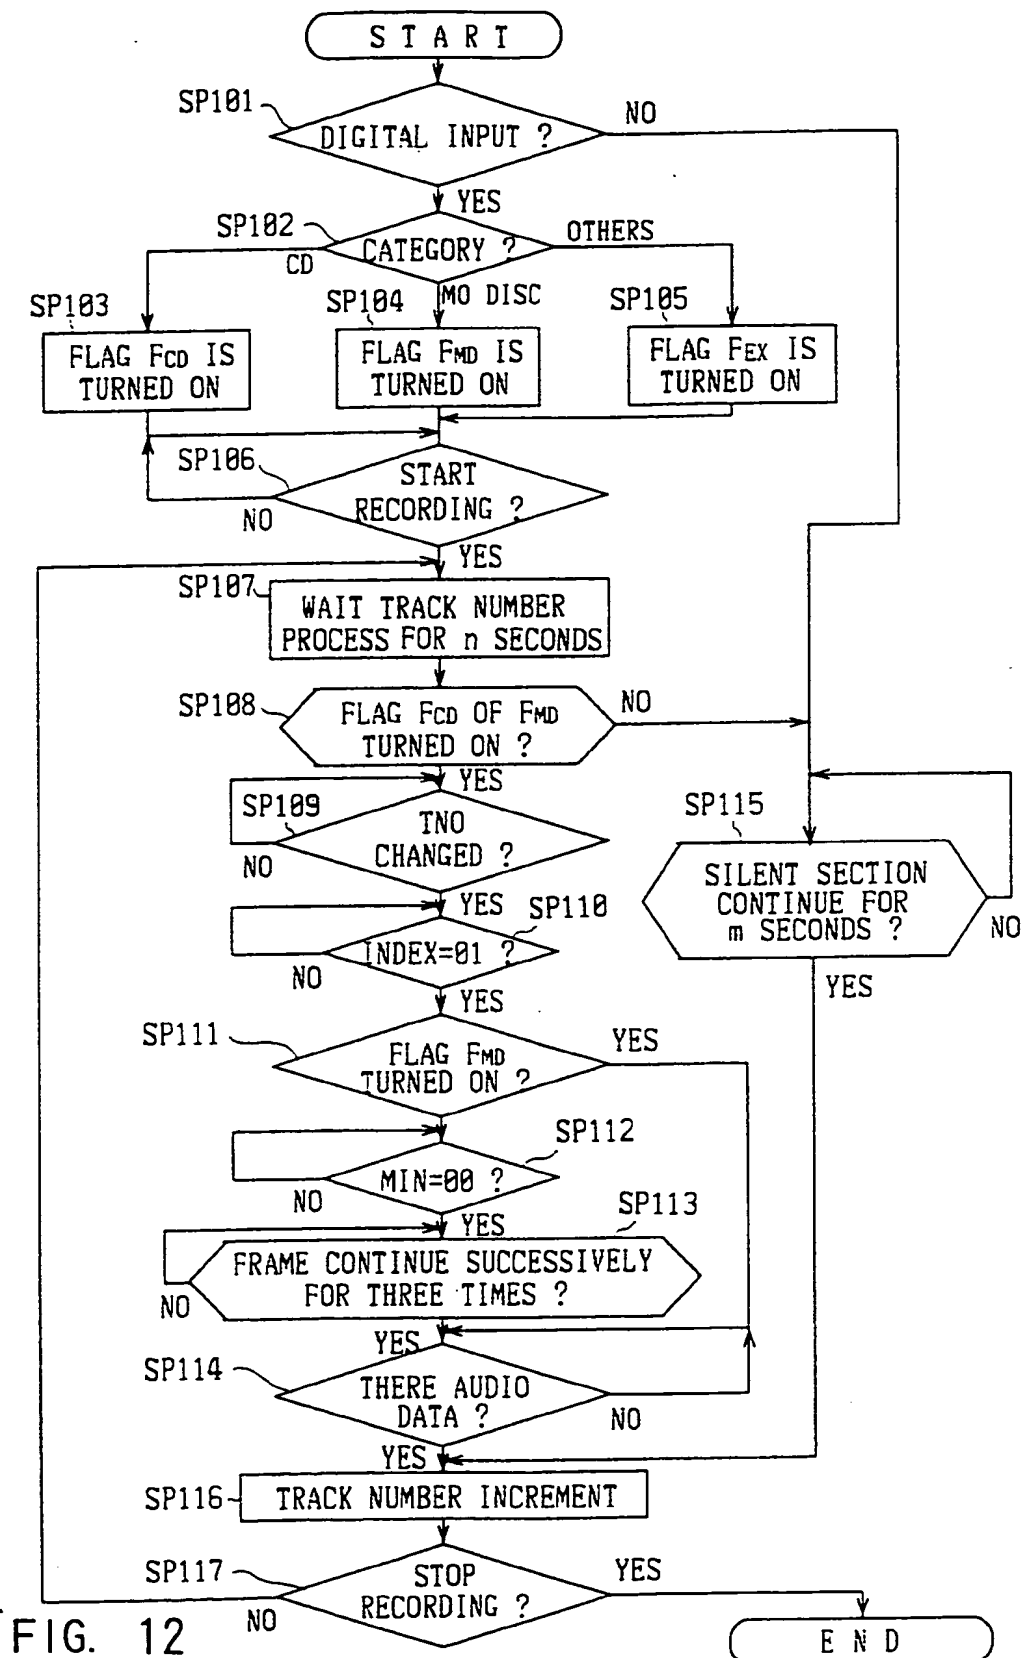 START
SP101
DIGITAL INPUT ?
NO
YES
SP102
CATEGORY ?
OTHERS
CD
MO DISC
SP103
SP104
SP105
FLAG FCD IS
TURNED ON
FLAG FMD IS
TURNED ON
FLAG FEX IS
TURNED ON
SP106
START
RECORDING ?
NO
YES
SP107
WAIT TRACK NUMBER
PROCESS FOR n SECONDS
SP108
FLAG FCD OF FMD
TURNED ON ?
NO
YES
SP109
TNO
CHANGED ?
NO
YES
SP115
SILENT SECTION
CONTINUE FOR
m SECONDS ?
NO
YES
SP110
INDEX=01 ?
NO
YES
SP111
FLAG FMD
TURNED ON ?
YES
SP112
MIN=00 ?
NO
YES
SP113
FRAME CONTINUE SUCCESSIVELY
FOR THREE TIMES ?
NO
YES
SP114
THERE AUDIO
DATA ?
NO
YES
SP116
TRACK NUMBER INCREMENT
SP117
STOP
RECORDING ?
YES
NO
END
FIG. 12